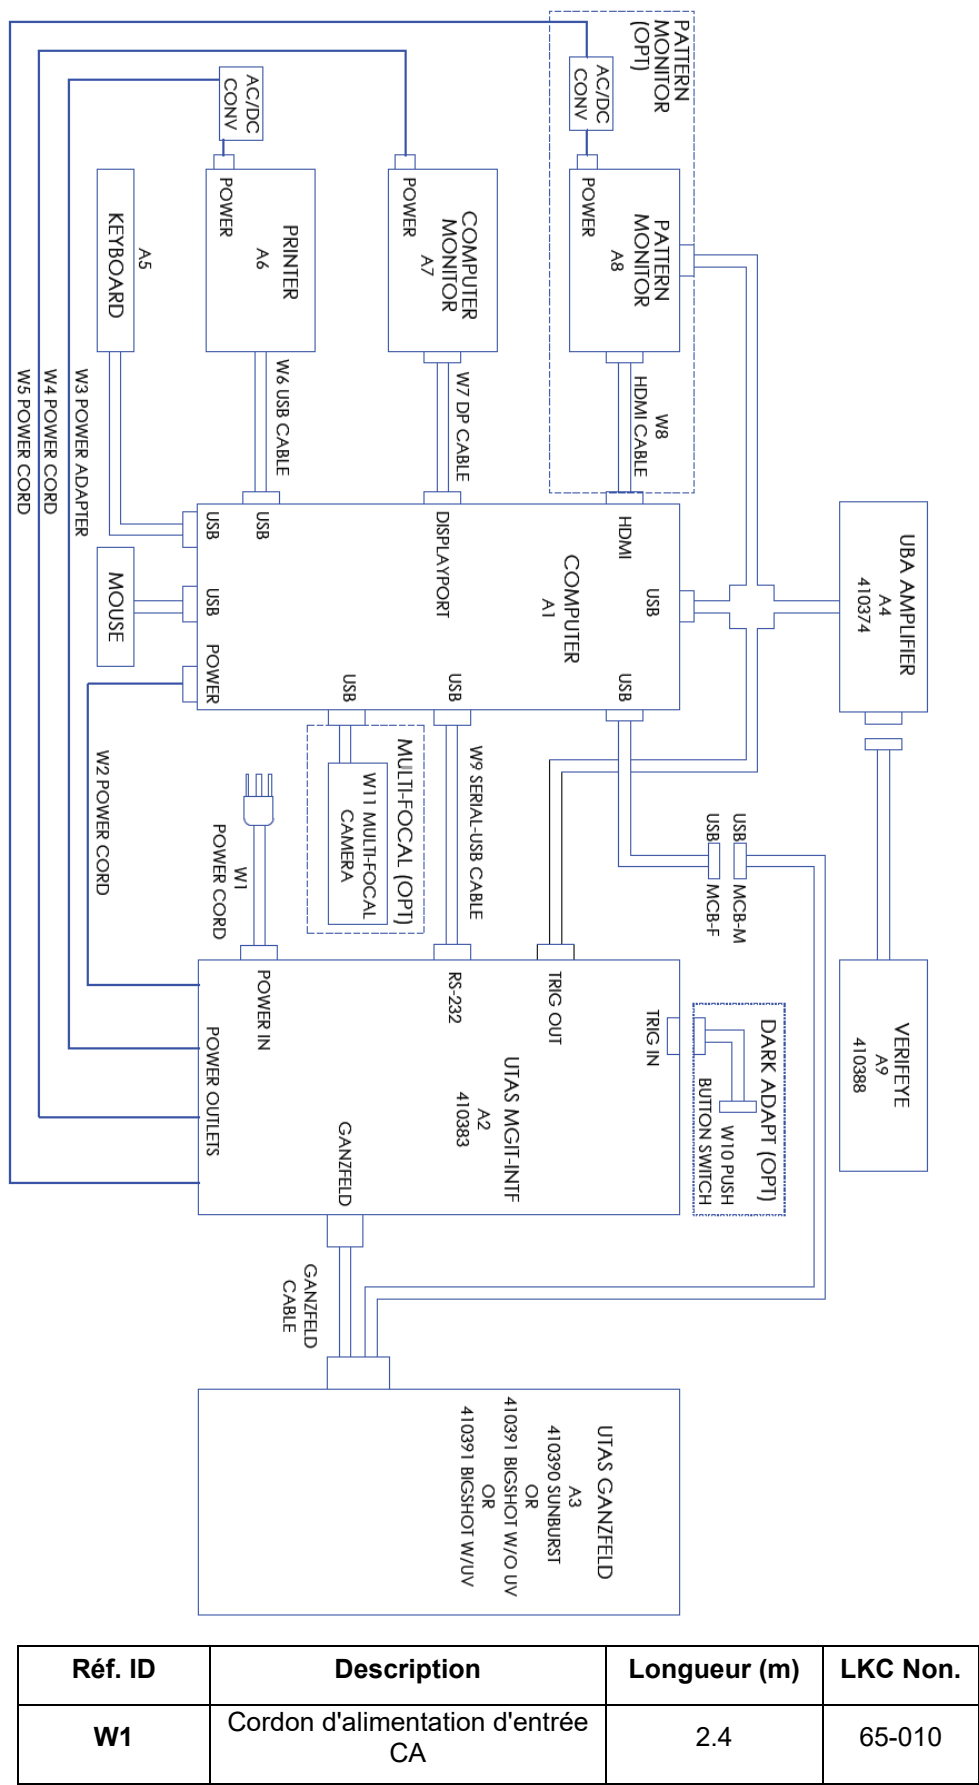 PATTERN
MONITOR
(OPT)
AC/DC
CONV
POWER
PATTERN
MONITOR
A8
W8
HDMI CABLE
AC/DC
CONV
POWER
COMPUTER
MONITOR
A7
W7 DP CABLE
POWER
PRINTER
A6
W6 USB CABLE
KEYBOARD
A5
W3 POWER ADAPTER
W4 POWER CORD
W5 POWER CORD
HDMI
DISPLAYPORT
USB
USB
USB
POWER
COMPUTER
A1
USB
USB
USB
USB
MOUSE
UBA AMPLIFIER
A4
410374
VERIFEYE
A9
410388
USB MCB-M
USB MCB-F
W9 SERIAL-USB CABLE
MULTI-FOCAL (OPT)
W11 MULTI-FOCAL
CAMERA
W1
POWER CORD
W2 POWER CORD
DARK ADAPT (OPT)
W10 PUSH
BUTTON SWITCH
TRIG IN
TRIG OUT
RS-232
POWER IN
POWER OUTLETS
UTAS MGIT-INTF
A2
410383
GANZFELD
GANZFELD
CABLE
UTAS GANZFELD
A3
410390 SUNBURST
OR
410391 BIGSHOT W/O UV
OR
410391 BIGSHOT W/UV
Réf. ID Description Longueur (m) LKC Non.
W1 Cordon d'alimentation d'entrée
CA 2.4 65-010